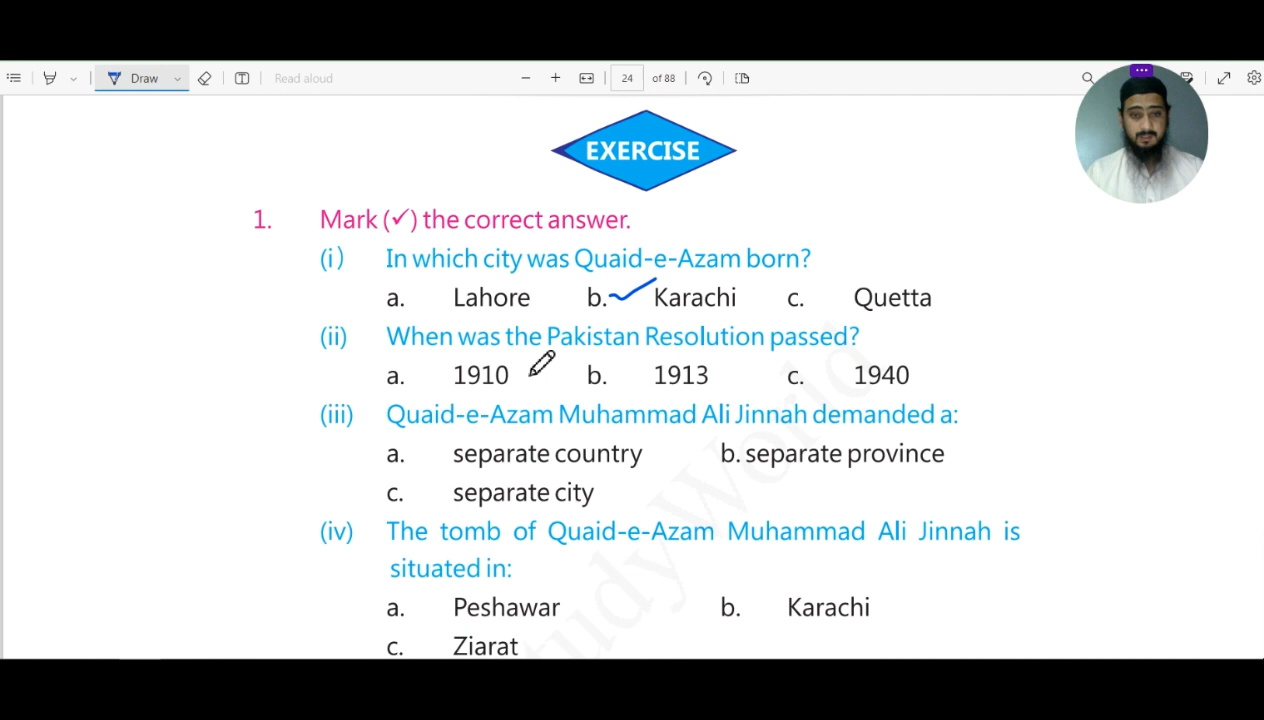 Draw
Read aloud
24
of 88
EXERCISE
1. Mark (✓) the correct answer.
(i) In which city was Quaid-e-Azam born?
a. Lahore b. Karachi c. Quetta
(ii) When was the Pakistan Resolution passed?
a. 1910 b. 1913 c. 1940
(iii) Quaid-e-Azam Muhammad Ali Jinnah demanded a:
a. separate country b. separate province
c. separate city
(iv) The tomb of Quaid-e-Azam Muhammad Ali Jinnah is
situated in:
a. Peshawar b. Karachi
c. Ziarat
Study World